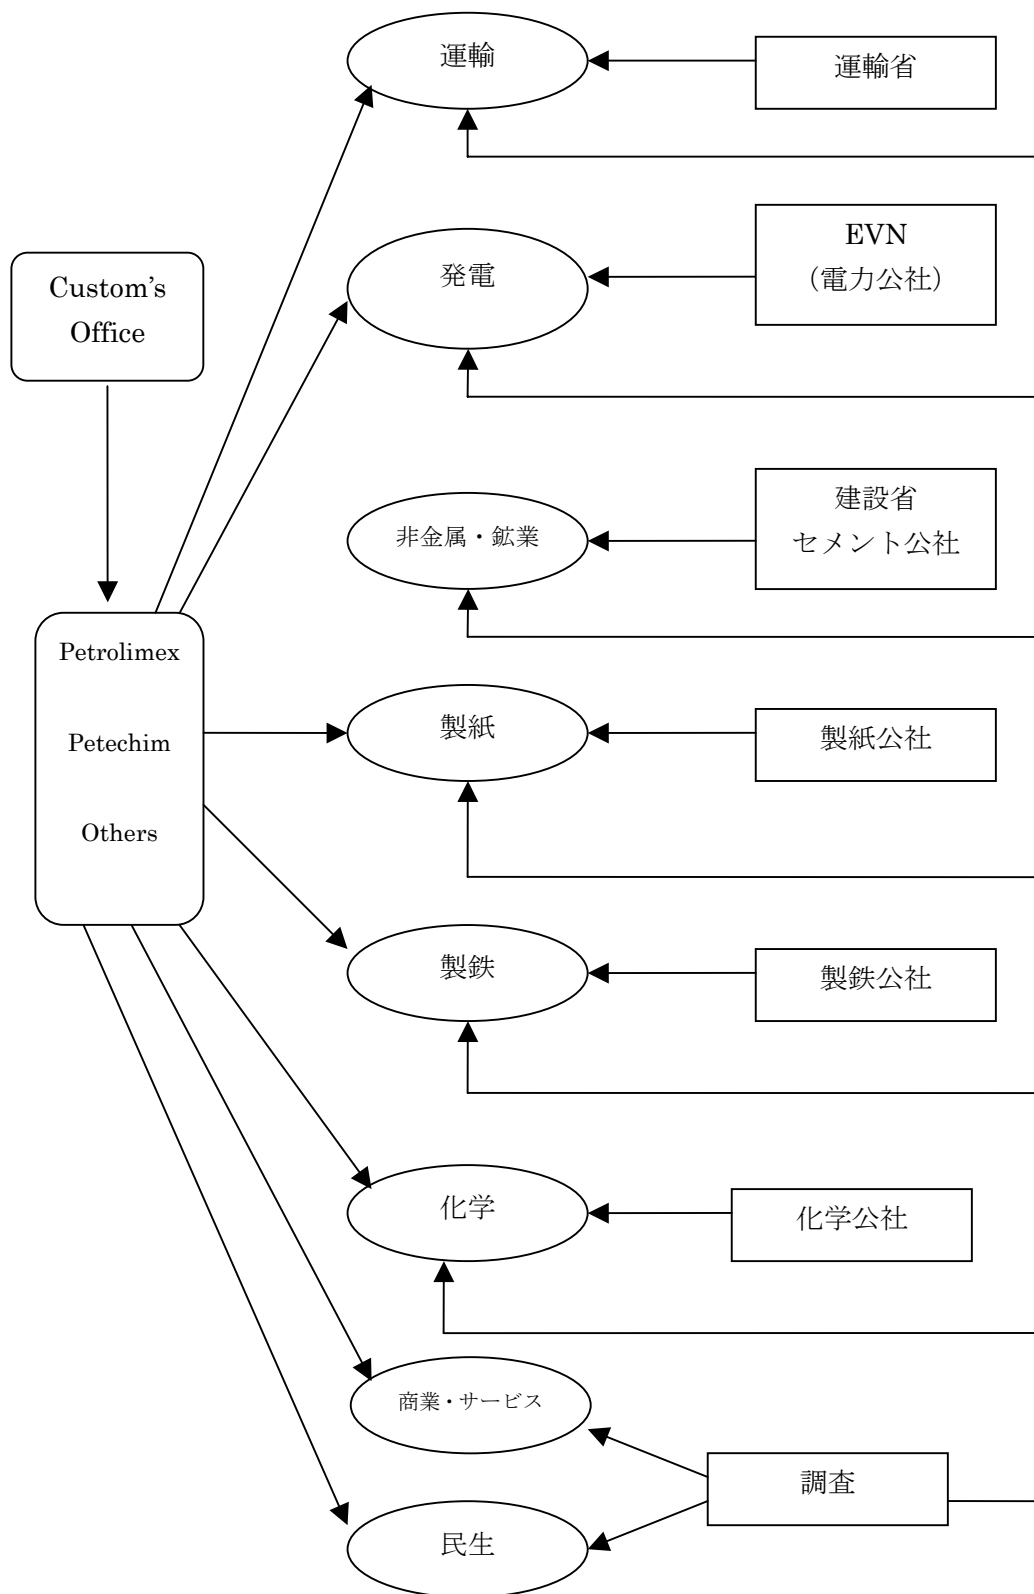 運輸
運輸省
Custom's
Office
発電
EVN
（電力公社）
非金属・鉱業
建設省
セメント公社
Petrolimex
Petechim
Others
製紙
製紙公社
製鉄
製鉄公社
化学
化学公社
商業・サービス
調査
民生